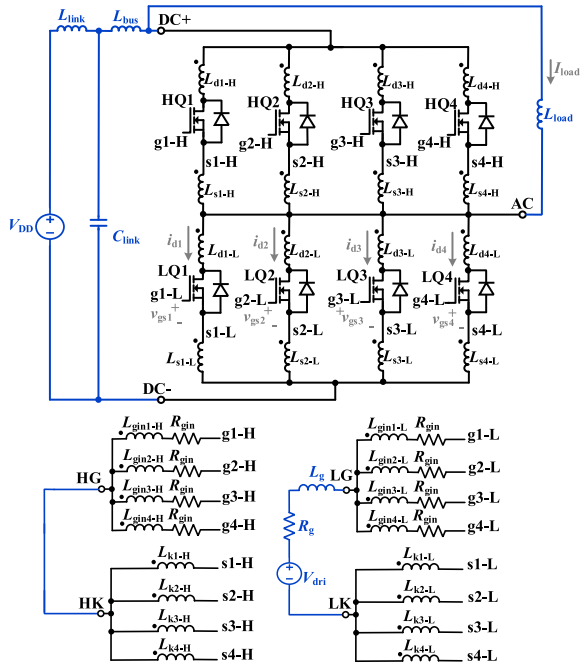 L_link L_bus DC+
I_load
L_d1-H L_d2-H L_d3-H L_d4-H
HQ1 HQ2 HQ3 HQ4
L_load
g1-H g2-H g3-H g4-H
s1-H s2-H s3-H s4-H
L_s1-H L_s2-H L_s3-H L_s4-H
AC
V_DD C_link
i_d1 i_d2 i_d3 i_d4
L_d1-L L_d2-L L_d3-L L_d4-L
LQ1 LQ2 LQ3 LQ4
g1-L g2-L g3-L g4-L
v_gs1 + - v_gs2 + - + v_gs3 - v_gs4 + -
s1-L s2-L s3-L s4-L
L_s1-L L_s2-L L_s3-L L_s4-L
DC-
L_gin1-H R_gin g1-H
L_gin2-H R_gin g2-H
HG
L_gin3-H R_gin g3-H
L_gin4-H R_gin g4-H
L_k1-H s1-H
L_k2-H s2-H
HK
L_k3-H s3-H
L_k4-H s4-H
L_gin1-L R_gin g1-L
L_g LG
L_gin2-L R_gin g2-L
L_gin3-L R_gin g3-L
L_gin4-L R_gin g4-L
R_g
V_dri
L_k1-L s1-L
L_k2-L s2-L
LK
L_k3-L s3-L
L_k4-L s4-L